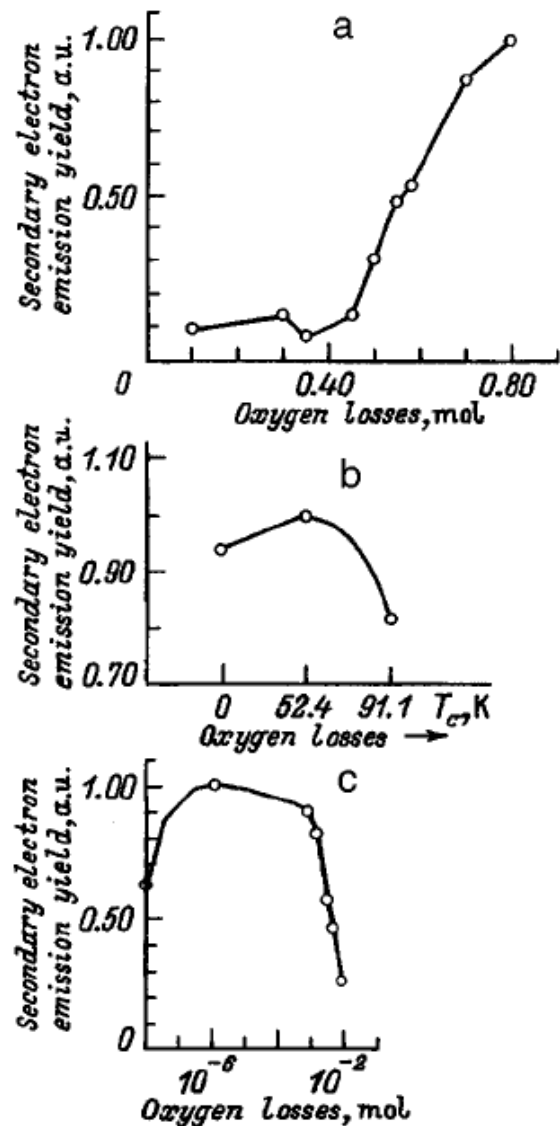 a
Secondary electron
emission yield, a.u.
1.00
0.50
0
0.40
0.80
Oxygen losses, mol
b
Secondary electron
emission yield, a.u.
1.10
0.90
0.70
0
52.4
91.1
T_c, K
Oxygen losses →
c
Secondary electron
emission yield, a.u.
1.00
0.50
0
10^-6
10^-2
Oxygen losses, mol